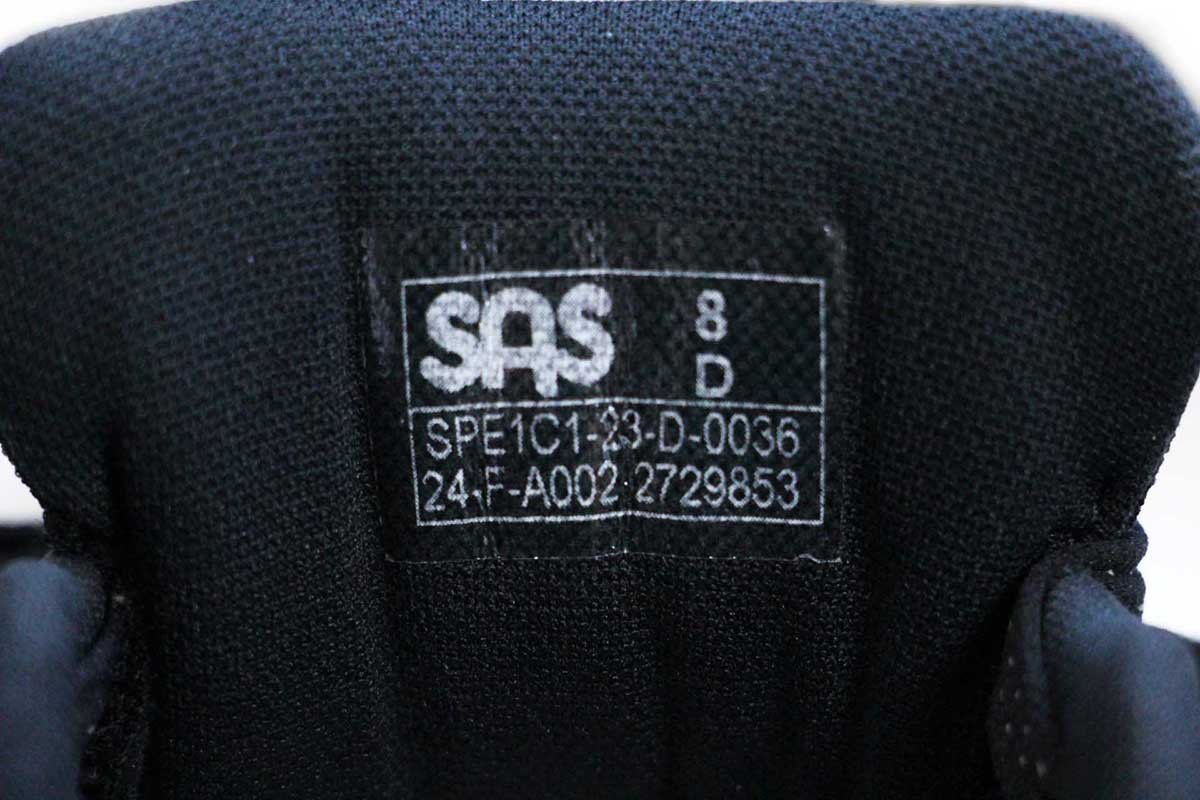 SAS 8
D
SPE1C1-23-D-0036
24-F-A002 2729853